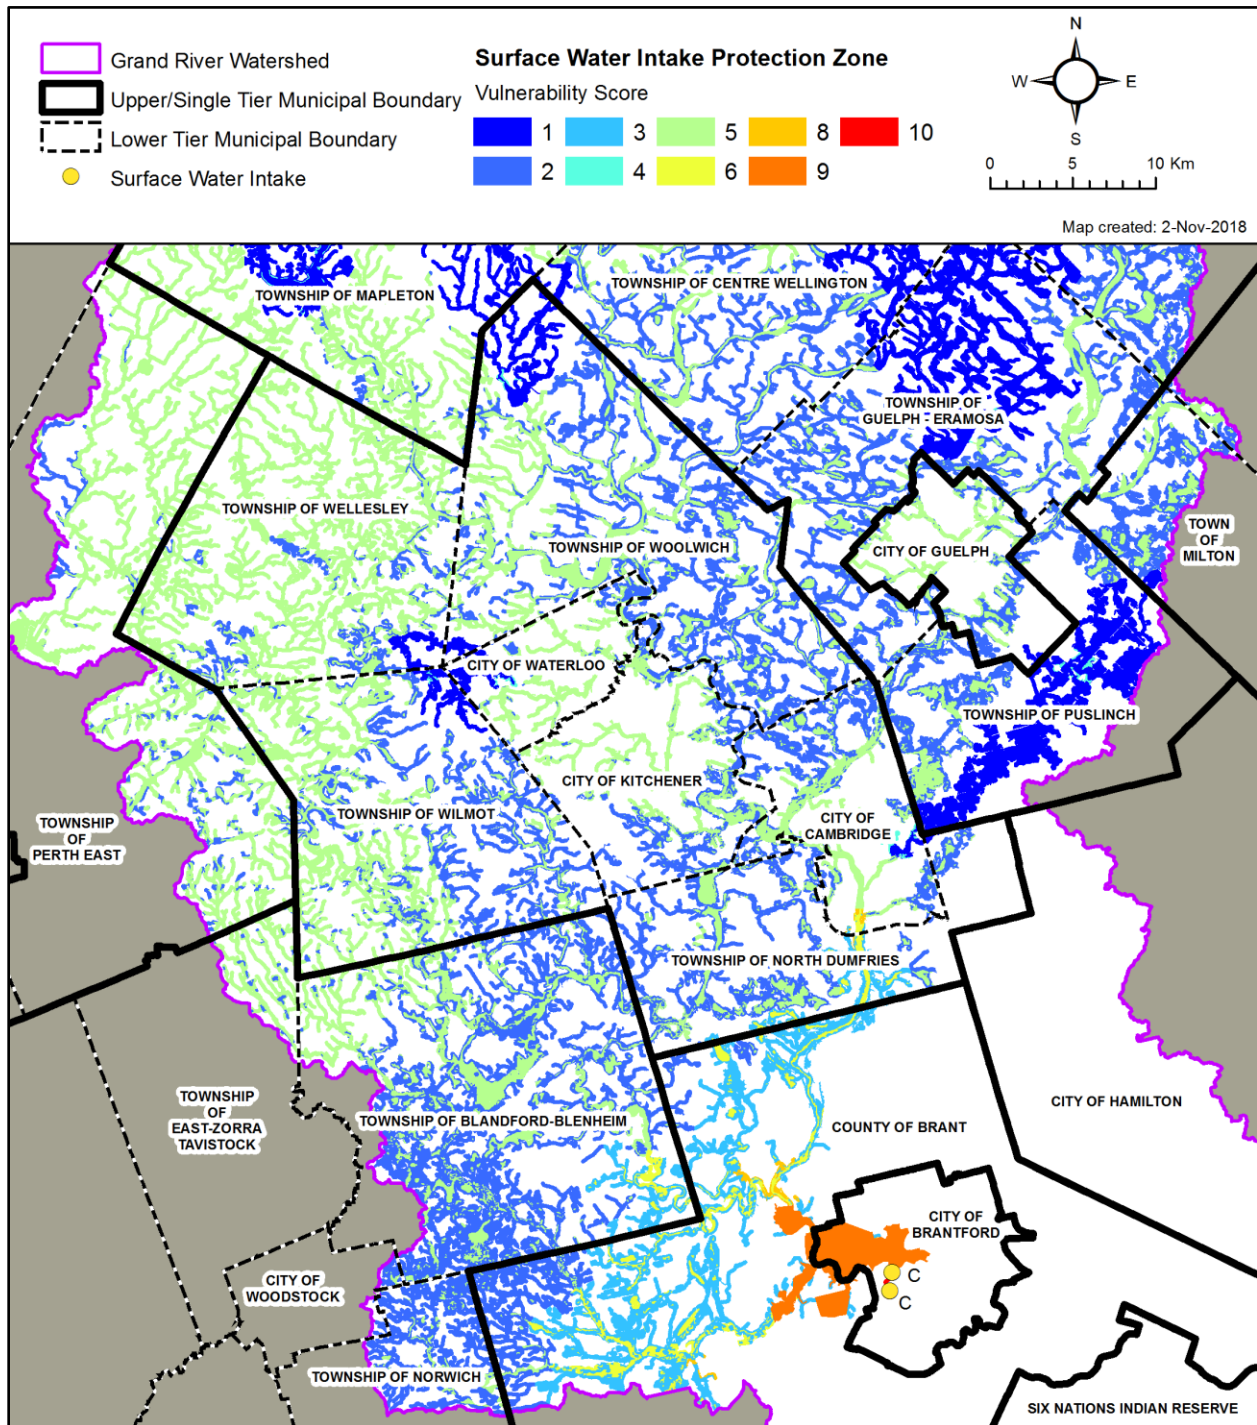 Grand River Watershed
Upper/Single Tier Municipal Boundary
Lower Tier Municipal Boundary
Surface Water Intake
Surface Water Intake Protection Zone
Vulnerability Score
1 3 5 8 10
2 4 6 9
N
W E
S
0 5 10 Km
Map created: 2-Nov-2018
TOWNSHIP OF MAPLETON
TOWNSHIP OF CENTRE WELLINGTON
TOWNSHIP OF
GUELPH - ERAMOSA
TOWNSHIP OF WELLESLEY
TOWNSHIP OF WOOLWICH
CITY OF GUELPH
TOWN
OF
MILTON
CITY OF WATERLOO
TOWNSHIP OF PUSLINCH
CITY OF KITCHENER
TOWNSHIP OF WILMOT
CITY OF
CAMBRIDGE
TOWNSHIP
OF
PERTH EAST
TOWNSHIP OF NORTH DUMFRIES
TOWNSHIP
OF
EAST-ZORRA
TAVISTOCK
TOWNSHIP OF BLANDFORD-BLENHEIM
COUNTY OF BRANT
CITY OF HAMILTON
CITY OF
BRANTFORD
C
C
CITY OF
WOODSTOCK
TOWNSHIP OF NORWICH
SIX NATIONS INDIAN RESERVE